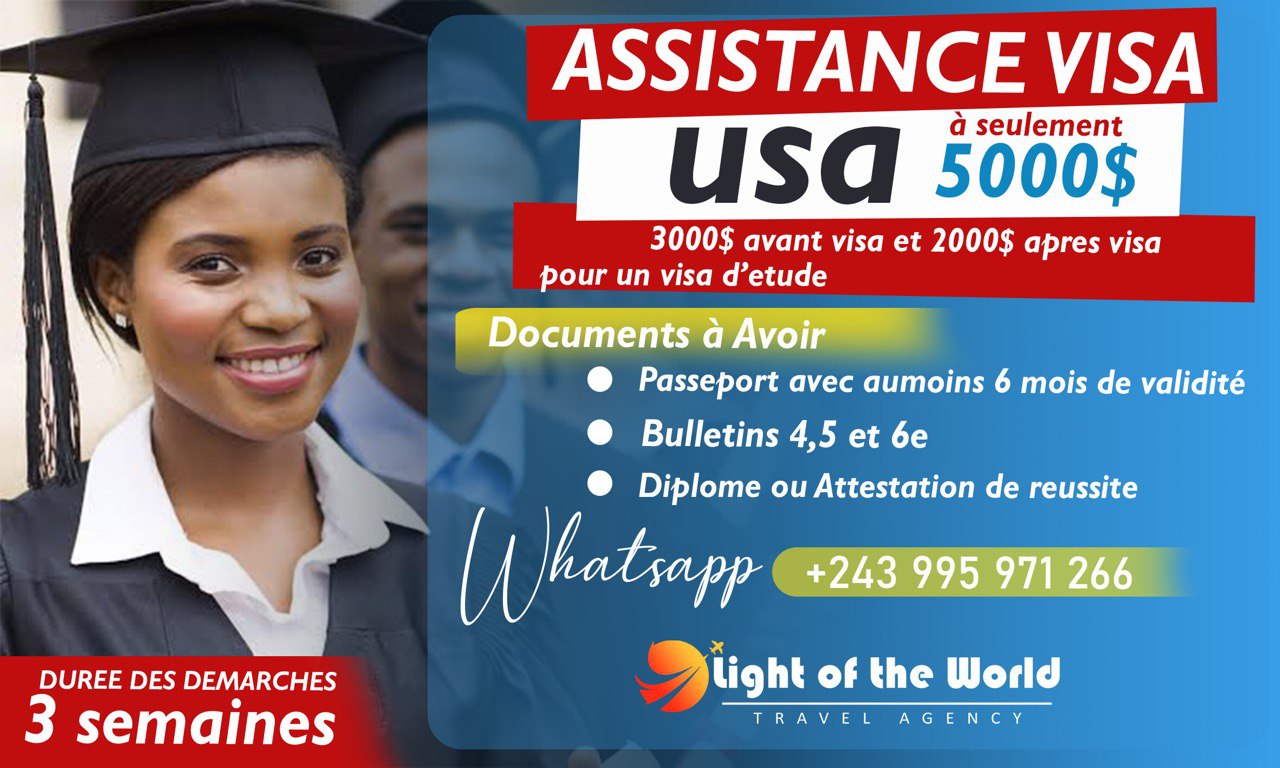 ASSISTANCE VISA
usa
à seulement
5000$
3000$ avant visa et 2000$ apres visa
pour un visa d'etude
Documents à Avoir
Passeport avec aumoins 6 mois de validité
Bulletins 4,5 et 6e
Diplome ou Attestation de reussite
Whatsapp
+243 995 971 266
Light of the World
TRAVEL AGENCY
DUREE DES DEMARCHES
3 semaines